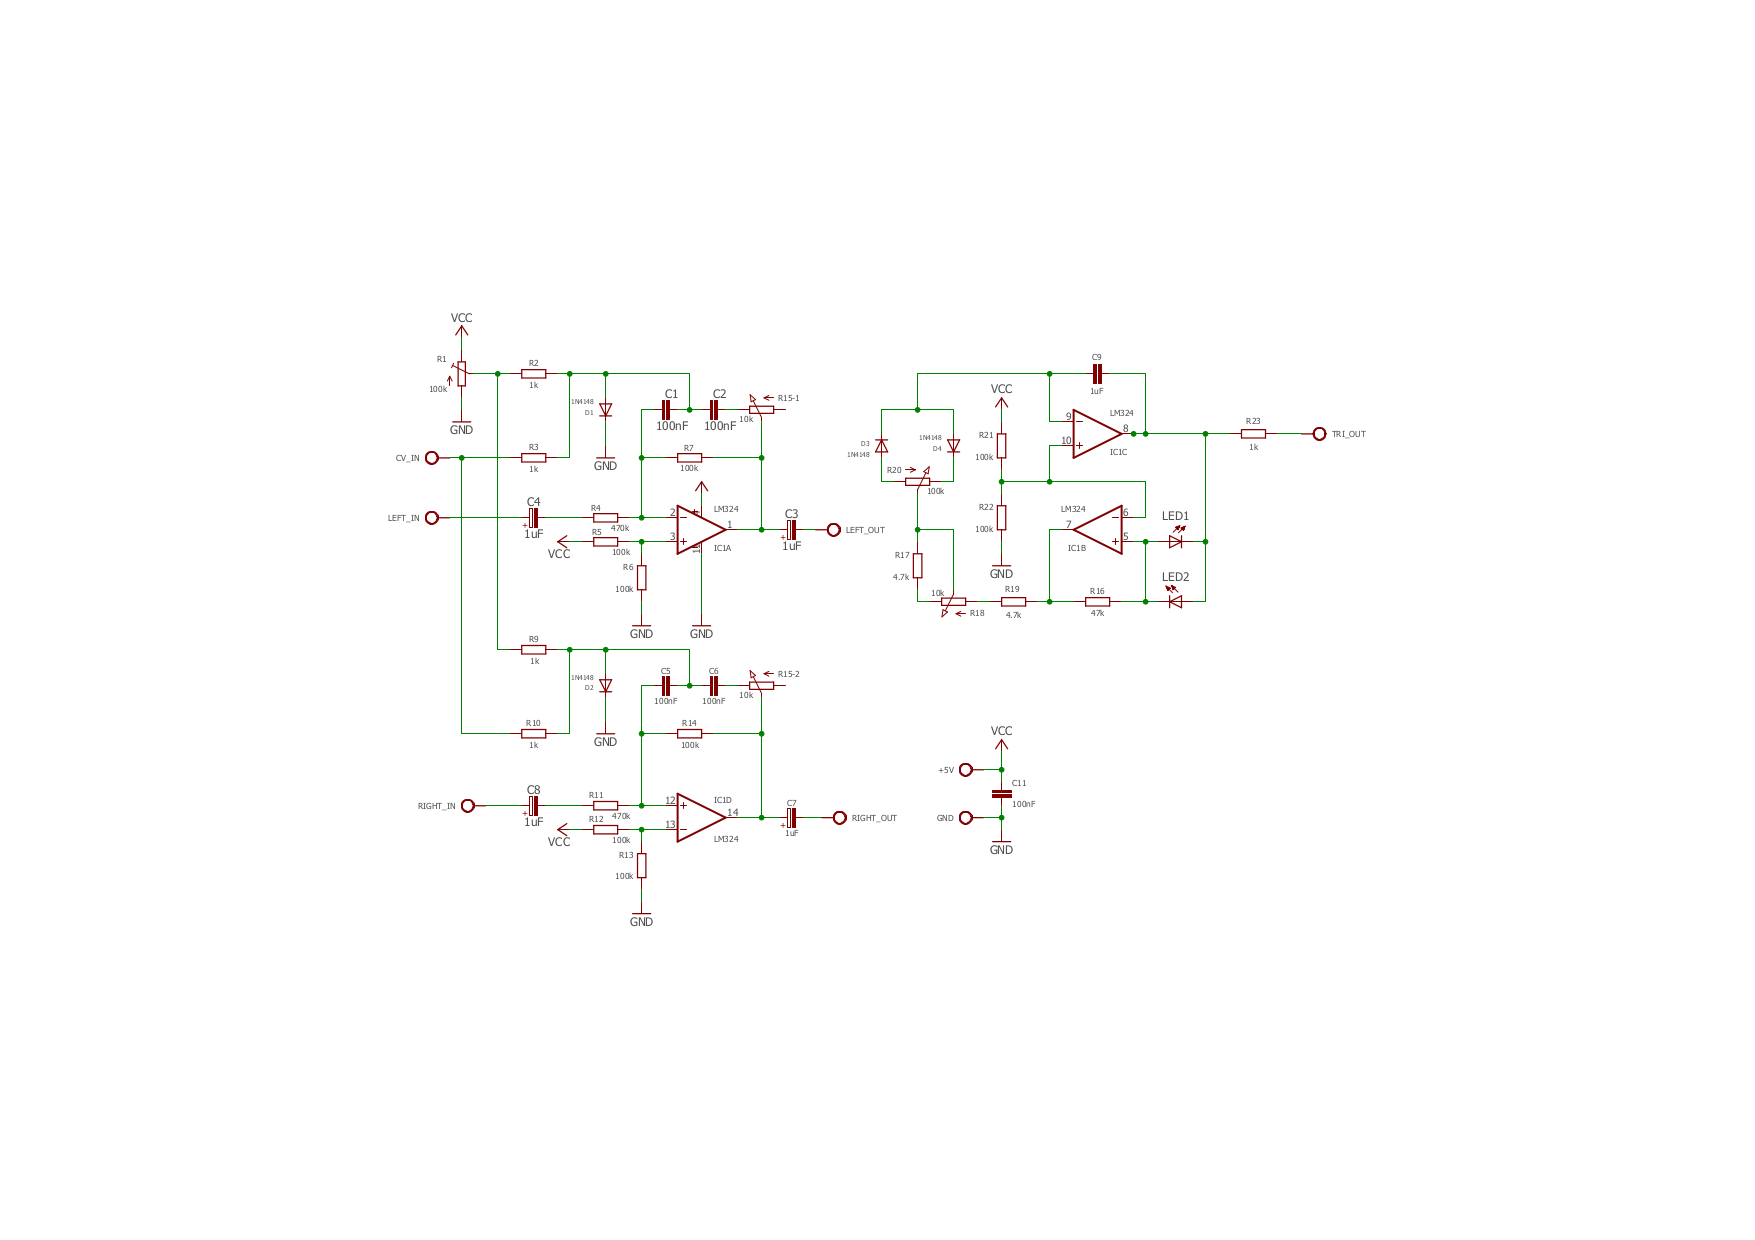 VCC
R1
100k
GND
R2
1k
R3
1k
CV_IN
LEFT_IN
1N4148
D1
GND
C1
100nF
C2
100nF
R15-1
10k
R7
100k
C4
+
1uF
R4
470k
R5
100k
VCC
R6
100k
GND
2
3
1
4
11
LM324
IC1A
GND
C3
+
1uF
LEFT_OUT
R9
1k
R10
1k
1N4148
D2
GND
C5
100nF
C6
100nF
R15-2
10k
R14
100k
RIGHT_IN
C8
+
1uF
R11
470k
R12
100k
VCC
R13
100k
GND
12
13
14
IC1D
LM324
C7
+
1uF
RIGHT_OUT
C9
1uF
VCC
R21
100k
R22
100k
GND
D3
1N4148
1N4148
D4
R20
100k
9
10
8
LM324
IC1C
R23
1k
TRI_OUT
LM324
IC1B
7
6
5
LED1
LED2
R17
4.7k
10k
R18
R19
4.7k
R16
47k
VCC
+5V
C11
100nF
GND
GND